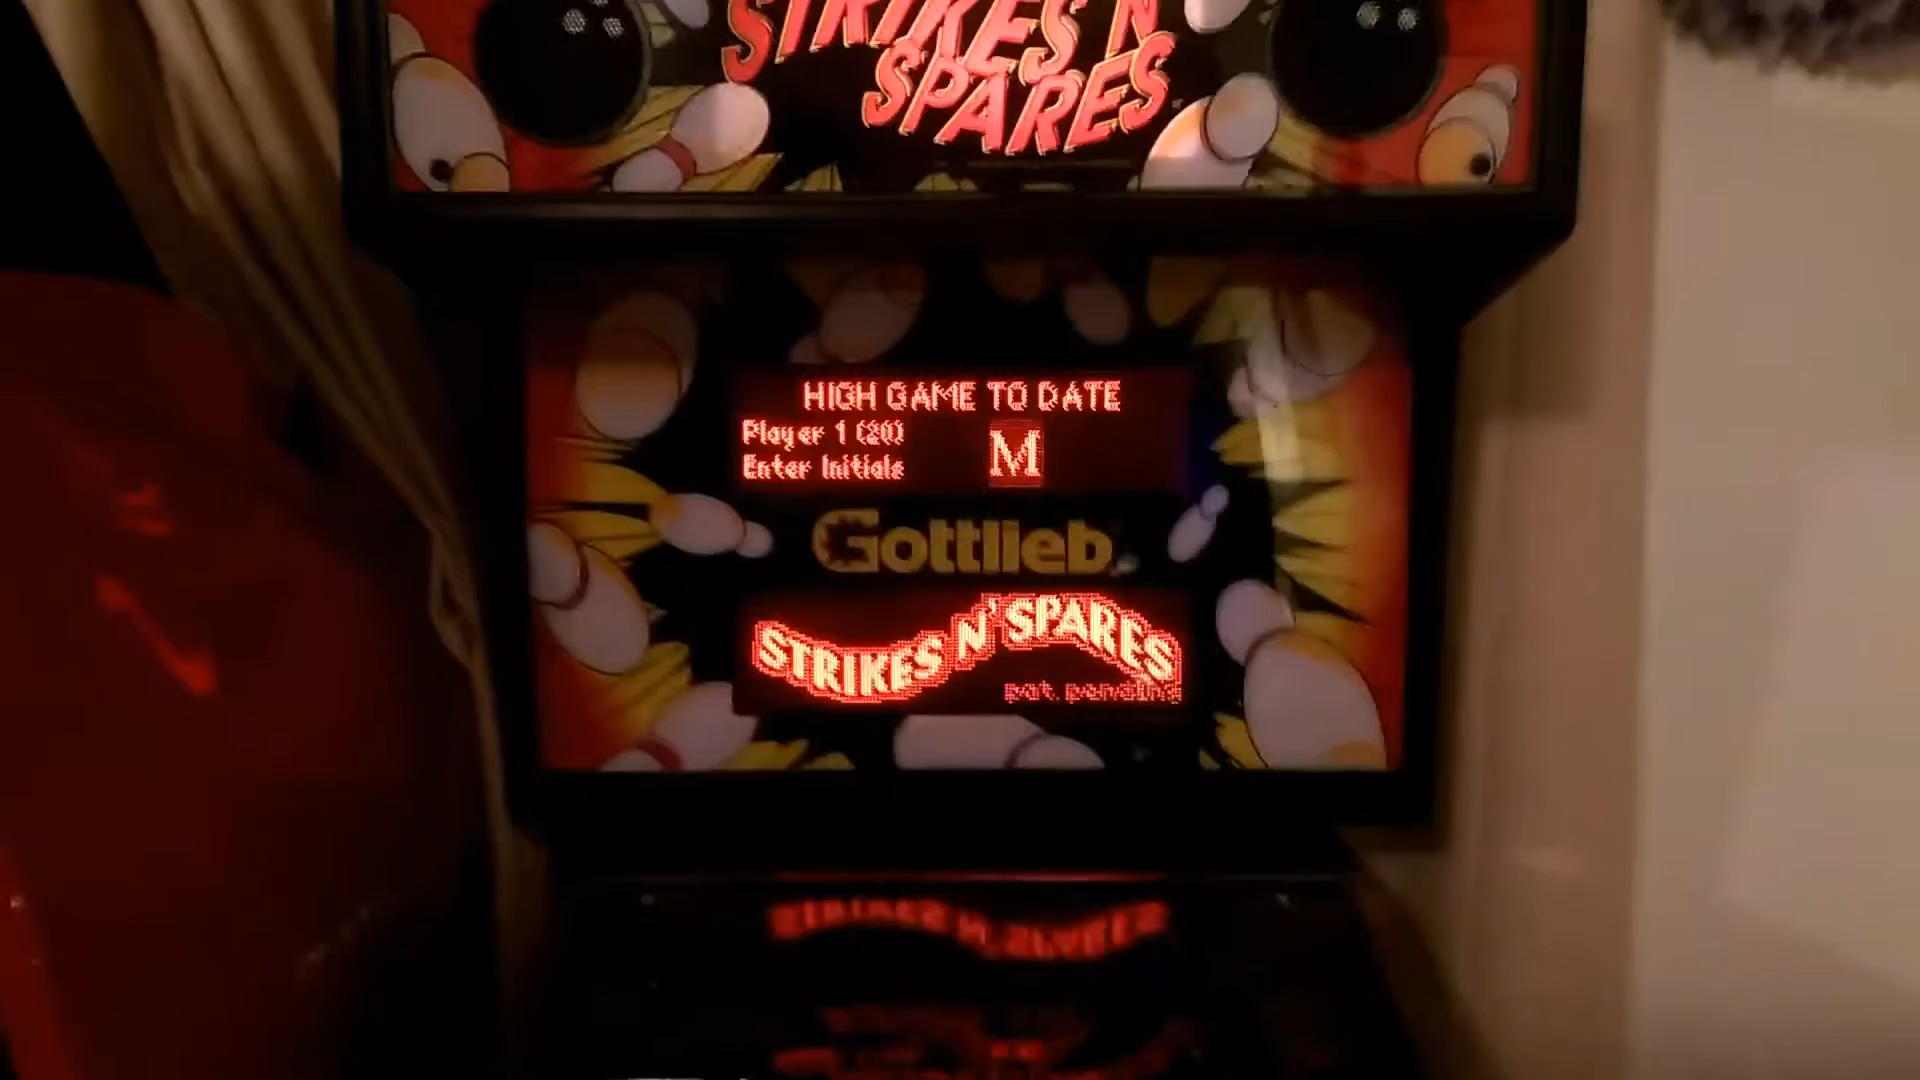 STRIKES N
SPARES
HIGH GAME TO DATE
Player 1 (20)
Enter Initials
M
Gottlieb
STRIKES N' SPARES
pat. pending